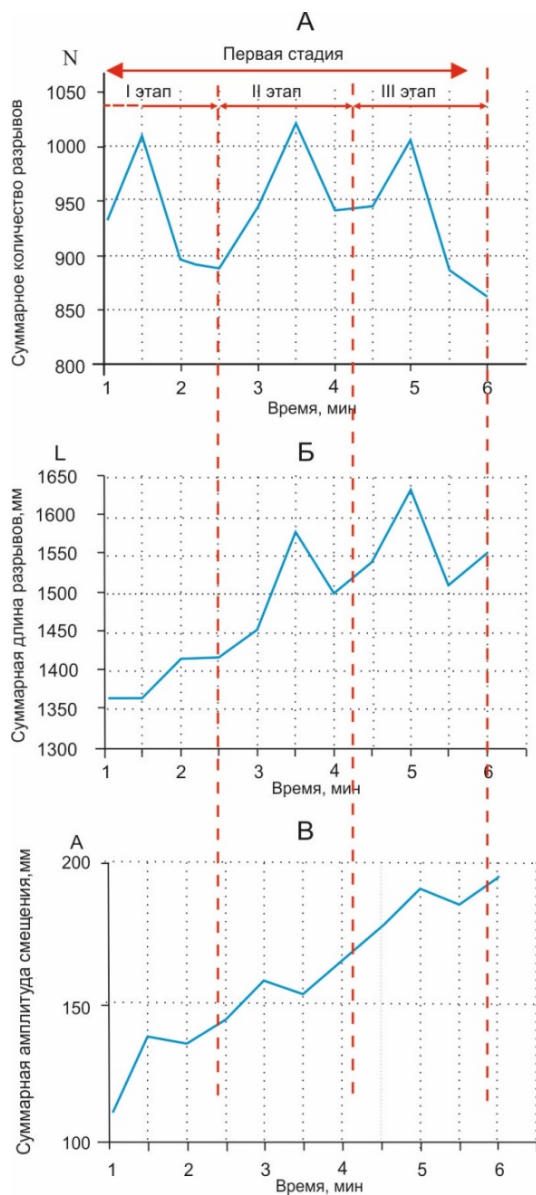 А
N
Первая стадия
I этап II этап III этап
1050
1000
950
900
850
800
Суммарное количество разрывов
1 2 3 4 5 6
Время, мин
L
Б
1650
1600
1550
1500
1450
1400
1350
1300
Суммарная длина разрывов,мм
1 2 3 4 5 6
Время, мин
А
В
200
150
100
Суммарная амплитуда смещения,мм
1 2 3 4 5 6
Время, мин